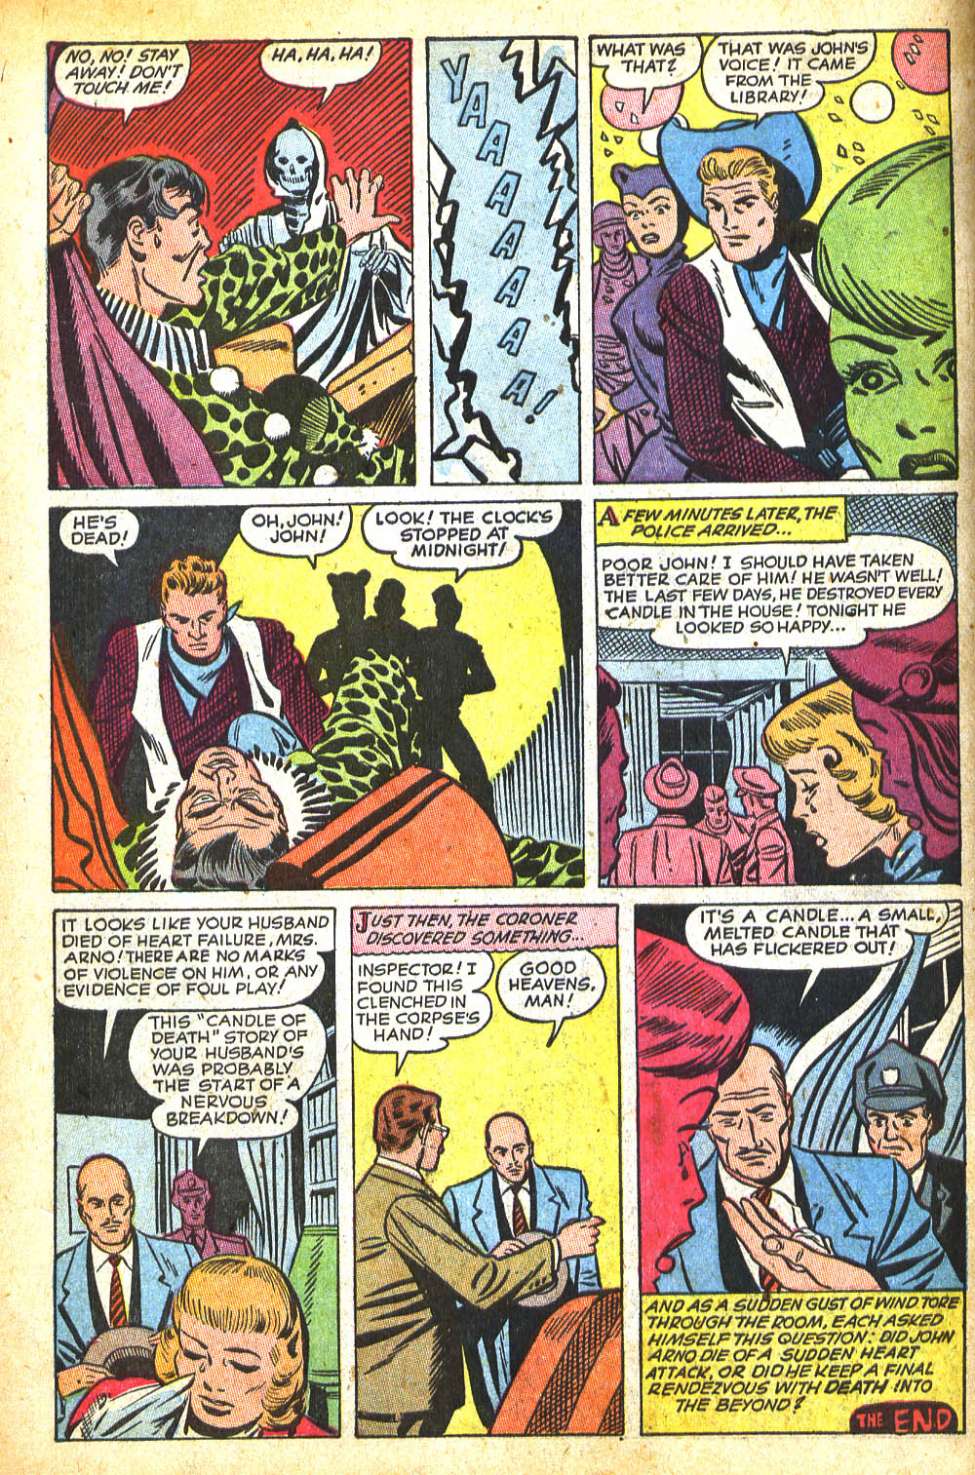 NO, NO! STAY
AWAY! DON'T
TOUCH ME!
HA, HA, HA!
YAAAAAAA!
WHAT WAS
THAT?
THAT WAS JOHN'S
VOICE! IT CAME
FROM THE
LIBRARY!
HE'S
DEAD!
OH, JOHN!
JOHN!
LOOK! THE CLOCK'S
STOPPED AT
MIDNIGHT!
A FEW MINUTES LATER, THE
POLICE ARRIVED...
POOR JOHN! I SHOULD HAVE TAKEN
BETTER CARE OF HIM! HE WASN'T WELL!
THE LAST FEW DAYS, HE DESTROYED EVERY
CANDLE IN THE HOUSE! TONIGHT HE
LOOKED SO HAPPY...
IT LOOKS LIKE YOUR HUSBAND
DIED OF HEART FAILURE, MRS.
ARNO! THERE ARE NO MARKS
OF VIOLENCE ON HIM, OR ANY
EVIDENCE OF FOUL PLAY!
THIS "CANDLE OF
DEATH" STORY OF
YOUR HUSBAND'S
WAS PROBABLY
THE START OF A
NERVOUS
BREAKDOWN!
JUST THEN, THE CORONER
DISCOVERED SOMETHING...
INSPECTOR! I
FOUND THIS
CLENCHED IN
THE CORPSE'S
HAND!
GOOD
HEAVENS,
MAN!
IT'S A CANDLE... A SMALL,
MELTED CANDLE THAT
HAS FLICKERED OUT!
AND AS A SUDDEN GUST OF WIND TORE
THROUGH THE ROOM, EACH ASKED
HIMSELF THIS QUESTION: DID JOHN
ARNO DIE OF A SUDDEN HEART
ATTACK, OR DID HE KEEP A FINAL
RENDEZVOUS WITH DEATH INTO
THE BEYOND?
THE END